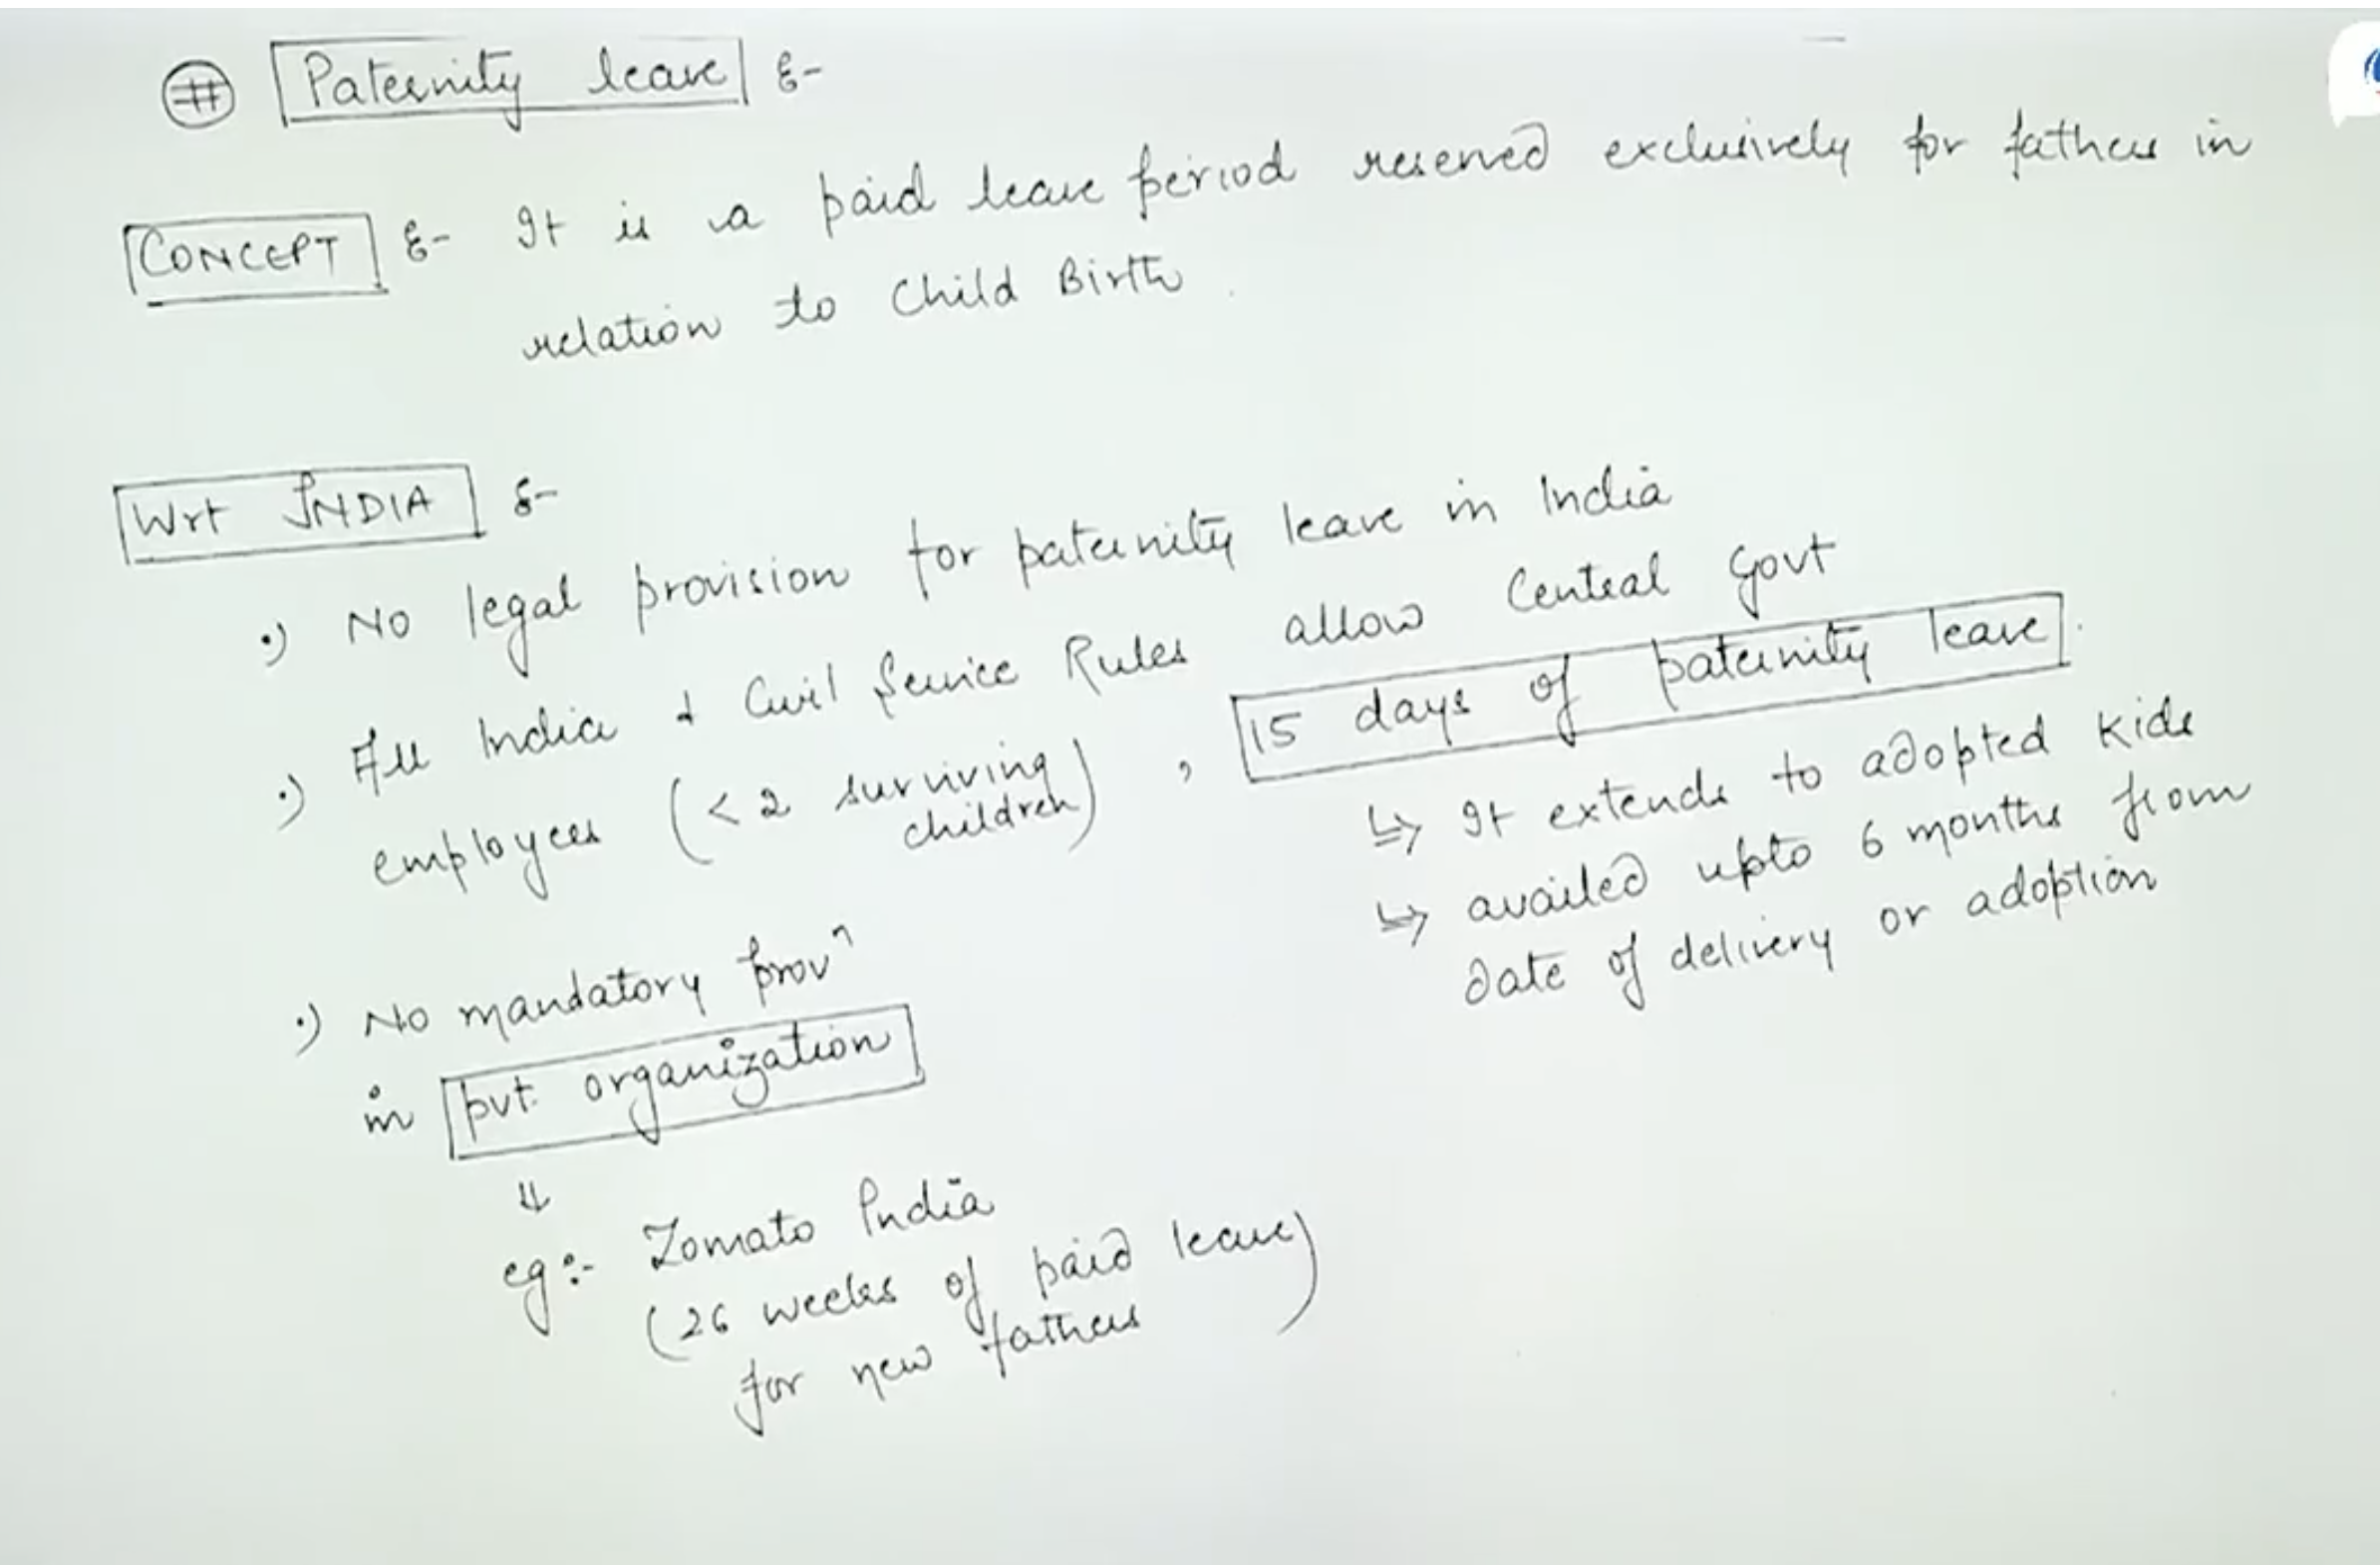 # Paternity leave :-
CONCEPT :- It is a paid leave period reserved exclusively for fathers in
relation to Child Birth.
Wrt INDIA :-
•) No legal provision for paternity leave in India
•) All India & Civil Service Rules allow Central Govt
employees (< 2 surviving children), 15 days of paternity leave.
↳ It extends to adopted kids
↳ availed upto 6 months from
date of delivery or adoption
•) No mandatory provⁿ
in pvt. organization
⇓
eg :- Zomato India
(26 weeks of paid leave)
for new fathers